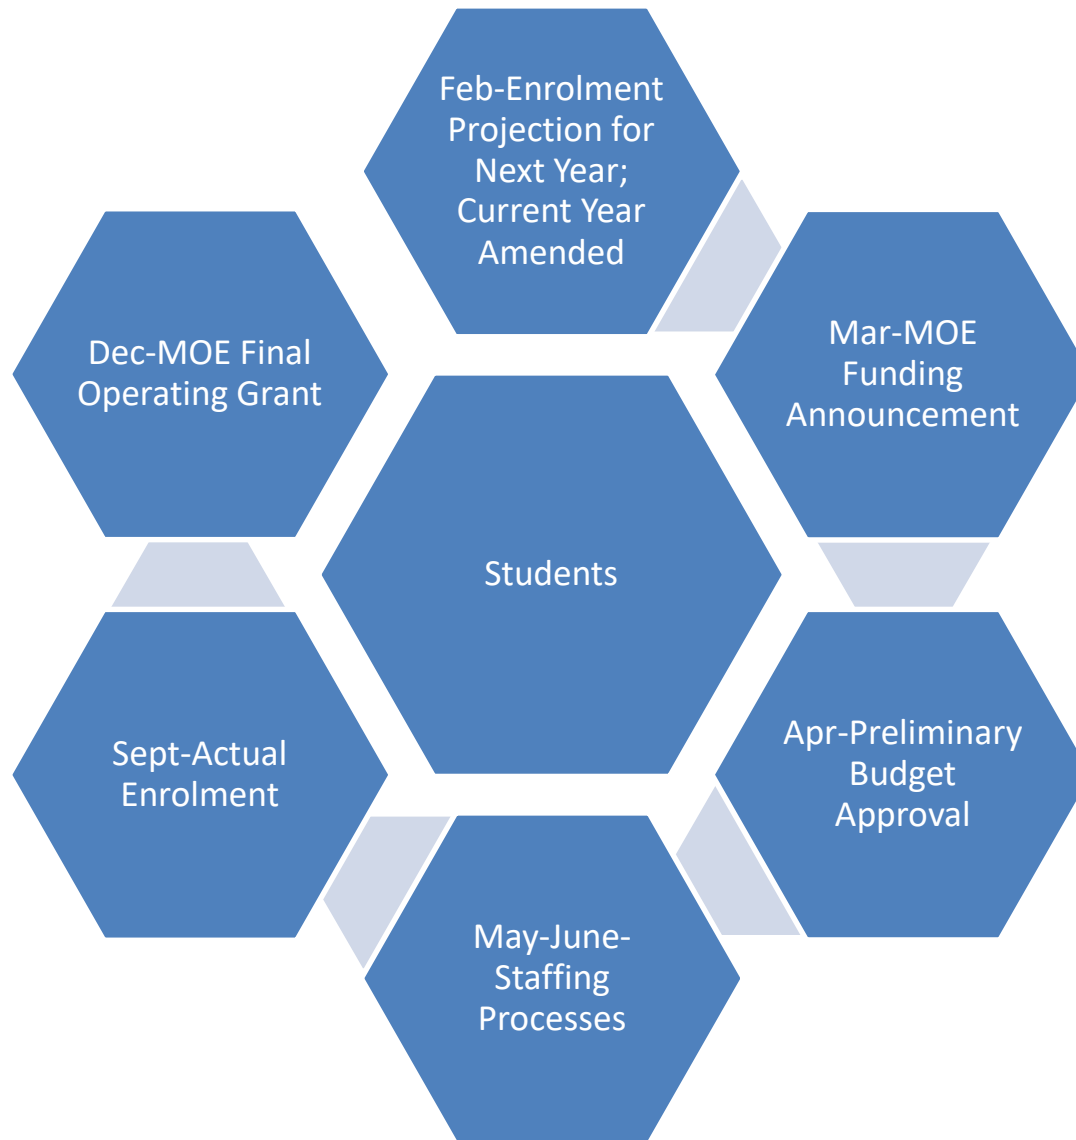 Feb-Enrolment
Projection for
Next Year;
Current Year
Amended
Mar-MOE
Funding
Announcement
Apr-Preliminary
Budget
Approval
May-June-
Staffing
Processes
Sept-Actual
Enrolment
Dec-MOE Final
Operating Grant
Students